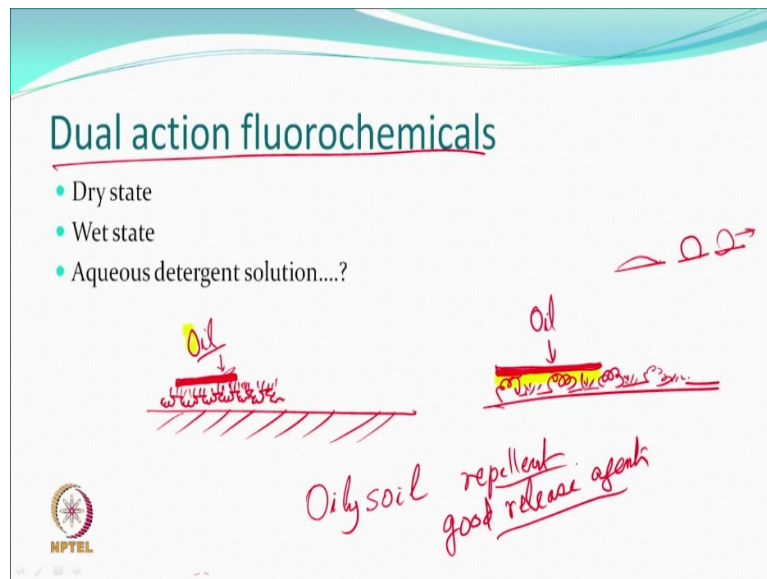 Dual action fluorochemicals
Dry state
Wet state
Aqueous detergent solution....?
Oil
Oil
Oily soil repellent
good release agent
NPTEL